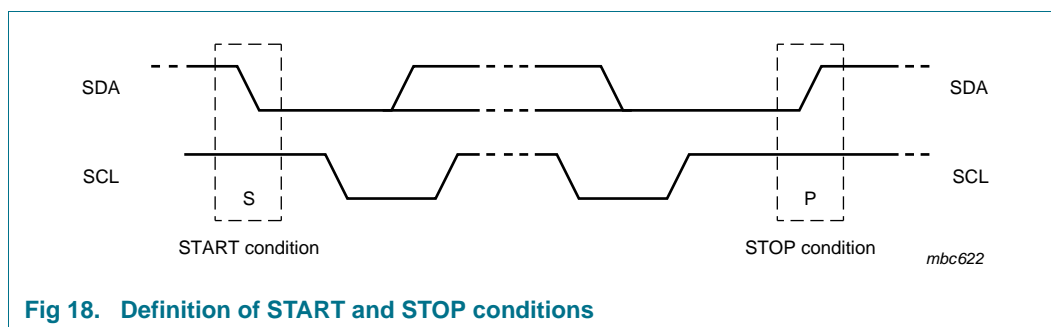 SDA SDA
SCL SCL
S P
START condition STOP condition
mbc622
Fig 18. Definition of START and STOP conditions